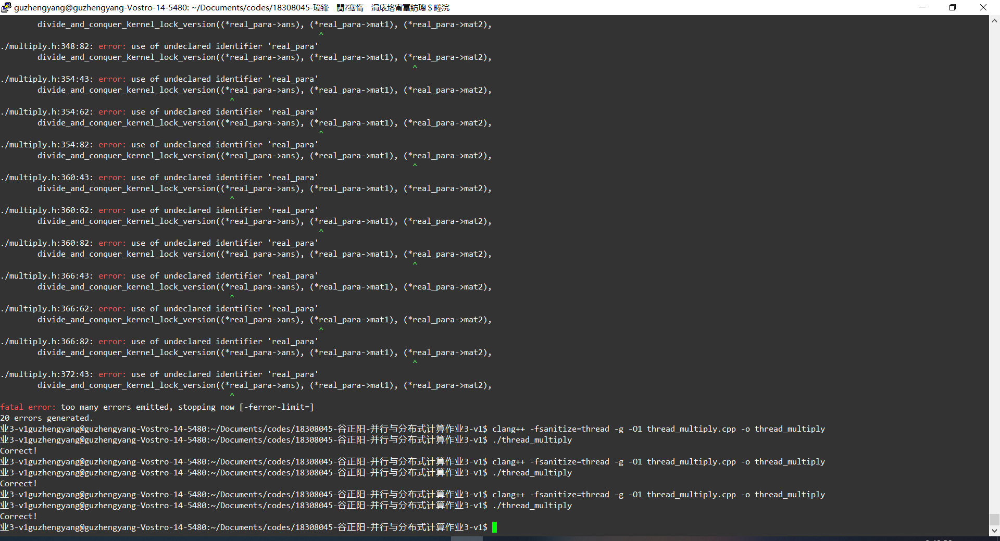 guzhengyang@guzhengyang-Vostro-14-5480: ~/Documents/codes/18308045-璋锋
divide_and_conquer_kernel_lock_version((*real_para->ans), (*real_para->mat1), (*real_para->mat2),
^
./multiply.h:348:82: error: use of undeclared identifier 'real_para'
divide_and_conquer_kernel_lock_version((*real_para->ans), (*real_para->mat1), (*real_para->mat2),
^
./multiply.h:354:43: error: use of undeclared identifier 'real_para'
divide_and_conquer_kernel_lock_version((*real_para->ans), (*real_para->mat1), (*real_para->mat2),
^
./multiply.h:354:62: error: use of undeclared identifier 'real_para'
divide_and_conquer_kernel_lock_version((*real_para->ans), (*real_para->mat1), (*real_para->mat2),
^
./multiply.h:354:82: error: use of undeclared identifier 'real_para'
divide_and_conquer_kernel_lock_version((*real_para->ans), (*real_para->mat1), (*real_para->mat2),
^
./multiply.h:360:43: error: use of undeclared identifier 'real_para'
divide_and_conquer_kernel_lock_version((*real_para->ans), (*real_para->mat1), (*real_para->mat2),
^
./multiply.h:360:62: error: use of undeclared identifier 'real_para'
divide_and_conquer_kernel_lock_version((*real_para->ans), (*real_para->mat1), (*real_para->mat2),
^
./multiply.h:360:82: error: use of undeclared identifier 'real_para'
divide_and_conquer_kernel_lock_version((*real_para->ans), (*real_para->mat1), (*real_para->mat2),
^
./multiply.h:366:43: error: use of undeclared identifier 'real_para'
divide_and_conquer_kernel_lock_version((*real_para->ans), (*real_para->mat1), (*real_para->mat2),
^
./multiply.h:366:62: error: use of undeclared identifier 'real_para'
divide_and_conquer_kernel_lock_version((*real_para->ans), (*real_para->mat1), (*real_para->mat2),
^
./multiply.h:366:82: error: use of undeclared identifier 'real_para'
divide_and_conquer_kernel_lock_version((*real_para->ans), (*real_para->mat1), (*real_para->mat2),
^
./multiply.h:372:43: error: use of undeclared identifier 'real_para'
divide_and_conquer_kernel_lock_version((*real_para->ans), (*real_para->mat1), (*real_para->mat2),
^
fatal error: too many errors emitted, stopping now [-ferror-limit=]
20 errors generated.
业3-v1guzhengyang@guzhengyang-Vostro-14-5480:~/Documents/codes/18308045-谷正阳-并行与分布式计算作业3-v1$ clang++ -fsanitize=thread -g -O1 thread_multiply.cpp -o thread_multiply
业3-v1guzhengyang@guzhengyang-Vostro-14-5480:~/Documents/codes/18308045-谷正阳-并行与分布式计算作业3-v1$ ./thread_multiply
Correct!
业3-v1guzhengyang@guzhengyang-Vostro-14-5480:~/Documents/codes/18308045-谷正阳-并行与分布式计算作业3-v1$ clang++ -fsanitize=thread -g -O1 thread_multiply.cpp -o thread_multiply
业3-v1guzhengyang@guzhengyang-Vostro-14-5480:~/Documents/codes/18308045-谷正阳-并行与分布式计算作业3-v1$ ./thread_multiply
Correct!
业3-v1guzhengyang@guzhengyang-Vostro-14-5480:~/Documents/codes/18308045-谷正阳-并行与分布式计算作业3-v1$ clang++ -fsanitize=thread -g -O1 thread_multiply.cpp -o thread_multiply
业3-v1guzhengyang@guzhengyang-Vostro-14-5480:~/Documents/codes/18308045-谷正阳-并行与分布式计算作业3-v1$ ./thread_multiply
Correct!
业3-v1guzhengyang@guzhengyang-Vostro-14-5480:~/Documents/codes/18308045-谷正阳-并行与分布式计算作业3-v1$